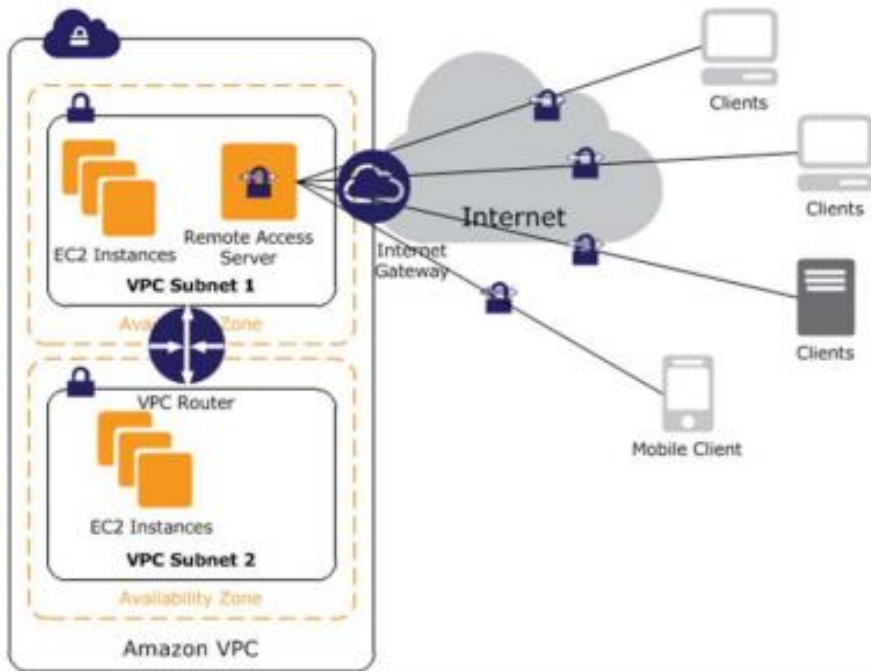 Clients
Clients
Internet
EC2 Instances
Remote Access
Server
Internet
Gateway
VPC Subnet 1
Availability Zone
Clients
VPC Router
Mobile Client
EC2 Instances
VPC Subnet 2
Availability Zone
Amazon VPC